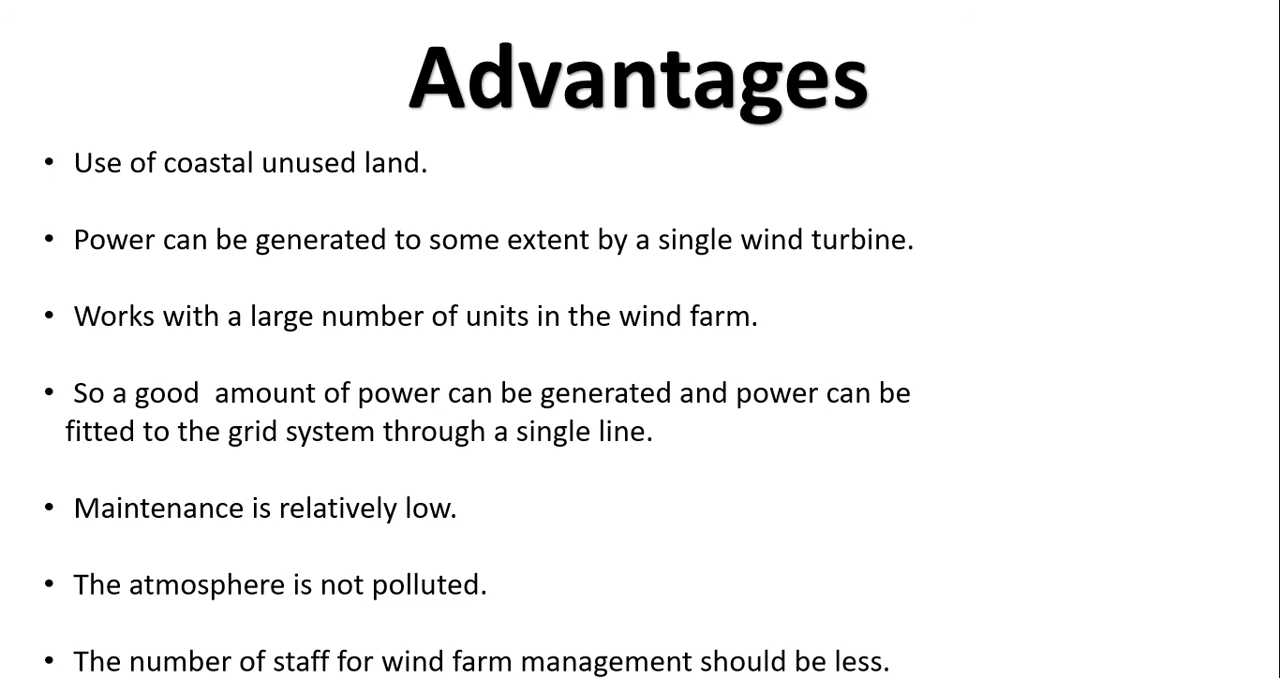 Advantages
• Use of coastal unused land.
• Power can be generated to some extent by a single wind turbine.
• Works with a large number of units in the wind farm.
• So a good  amount of power can be generated and power can be
fitted to the grid system through a single line.
• Maintenance is relatively low.
• The atmosphere is not polluted.
• The number of staff for wind farm management should be less.